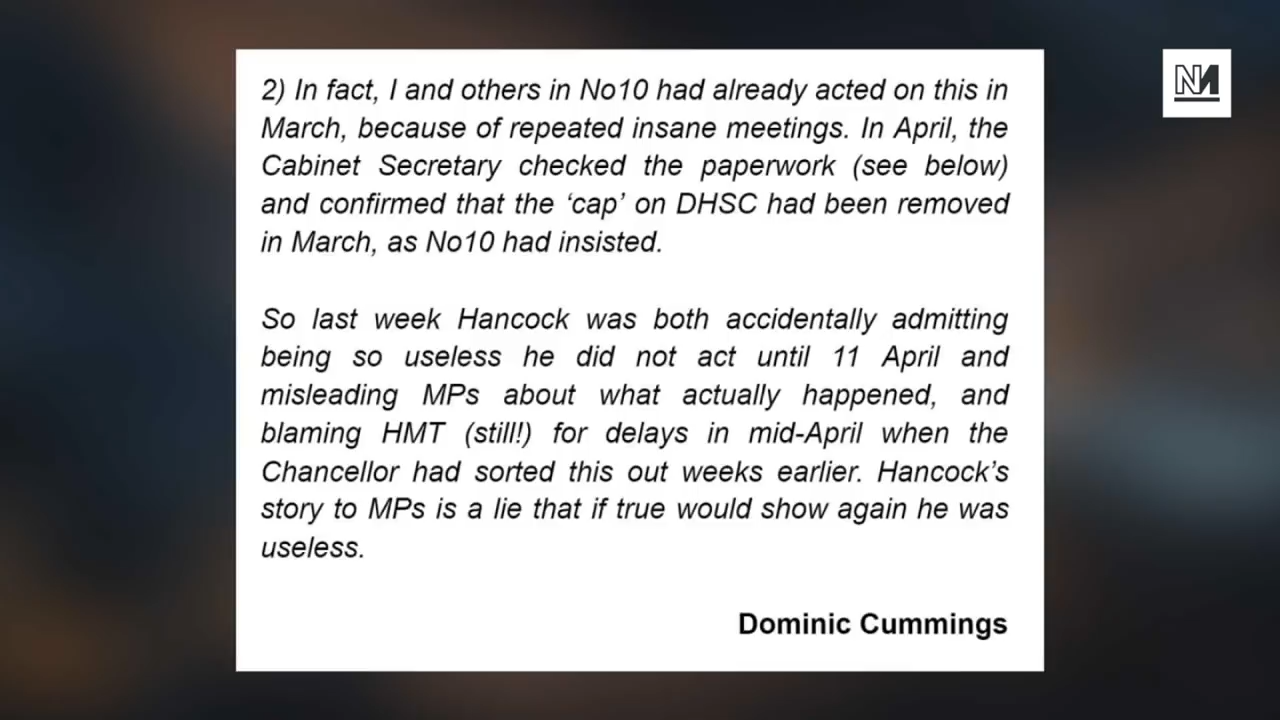 NM
2) In fact, I and others in No10 had already acted on this in
March, because of repeated insane meetings. In April, the
Cabinet Secretary checked the paperwork (see below)
and confirmed that the ‘cap’ on DHSC had been removed
in March, as No10 had insisted.
So last week Hancock was both accidentally admitting
being so useless he did not act until 11 April and
misleading MPs about what actually happened, and
blaming HMT (still!) for delays in mid-April when the
Chancellor had sorted this out weeks earlier. Hancock’s
story to MPs is a lie that if true would show again he was
useless.
Dominic Cummings